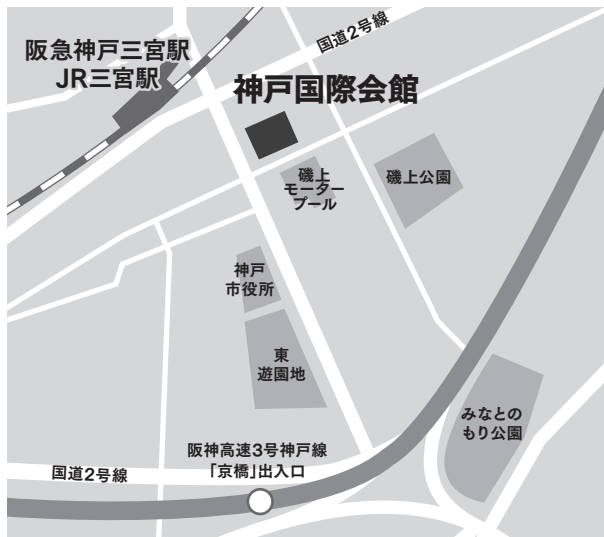 国道2号線
阪急神戸三宮駅
JR三宮駅
神戸国際会館
磯上
モーター
プール
磯上公園
神戸
市役所
東
遊園地
みなとの
もり公園
阪神高速3号神戸線
「京橋」出入口
国道2号線